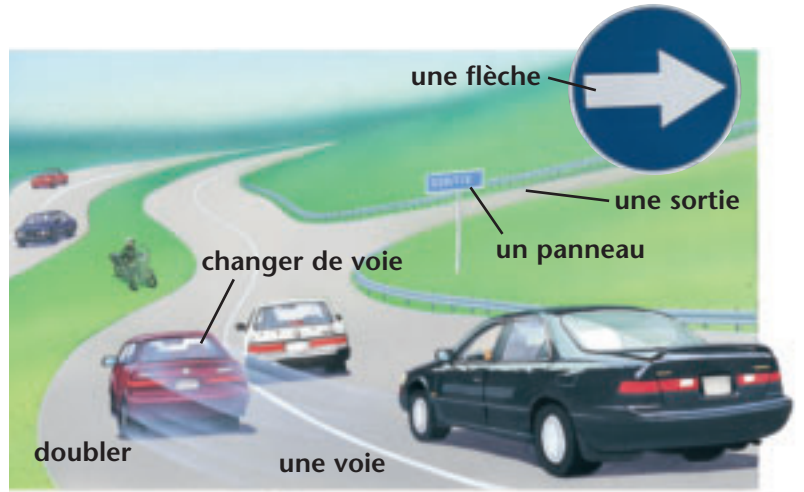 une flèche
une sortie
un panneau
changer de voie
doubler
une voie